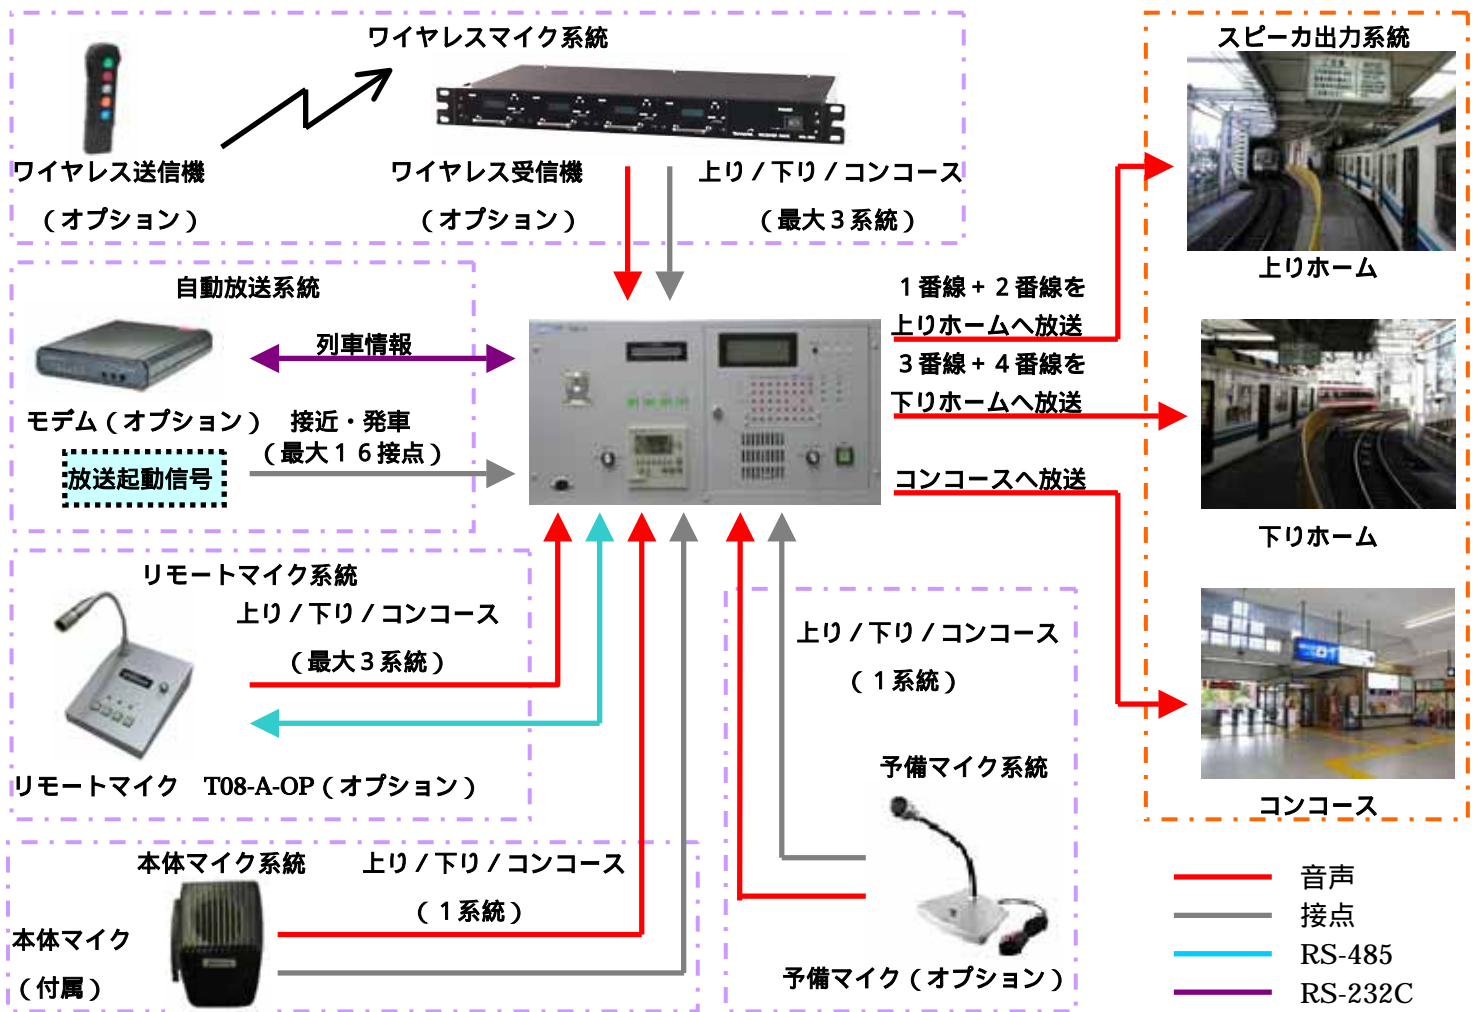 ワイヤレスマイク系統
ワイヤレス送信機
（オプション）
ワイヤレス受信機
（オプション）
上り／下り／コンコース
（最大３系統）
自動放送系統
列車情報
モデム（オプション）
接近・発車
（最大１６接点）
放送起動信号
１番線＋２番線を
上りホームへ放送
３番線＋４番線を
下りホームへ放送
コンコースへ放送
スピーカ出力系統
上りホーム
下りホーム
コンコース
リモートマイク系統
上り／下り／コンコース
（最大３系統）
リモートマイク　T08-A-OP（オプション）
本体マイク系統
上り／下り／コンコース
（１系統）
本体マイク
（付属）
上り／下り／コンコース
（１系統）
予備マイク系統
予備マイク（オプション）
音声
接点
RS-485
RS-232C